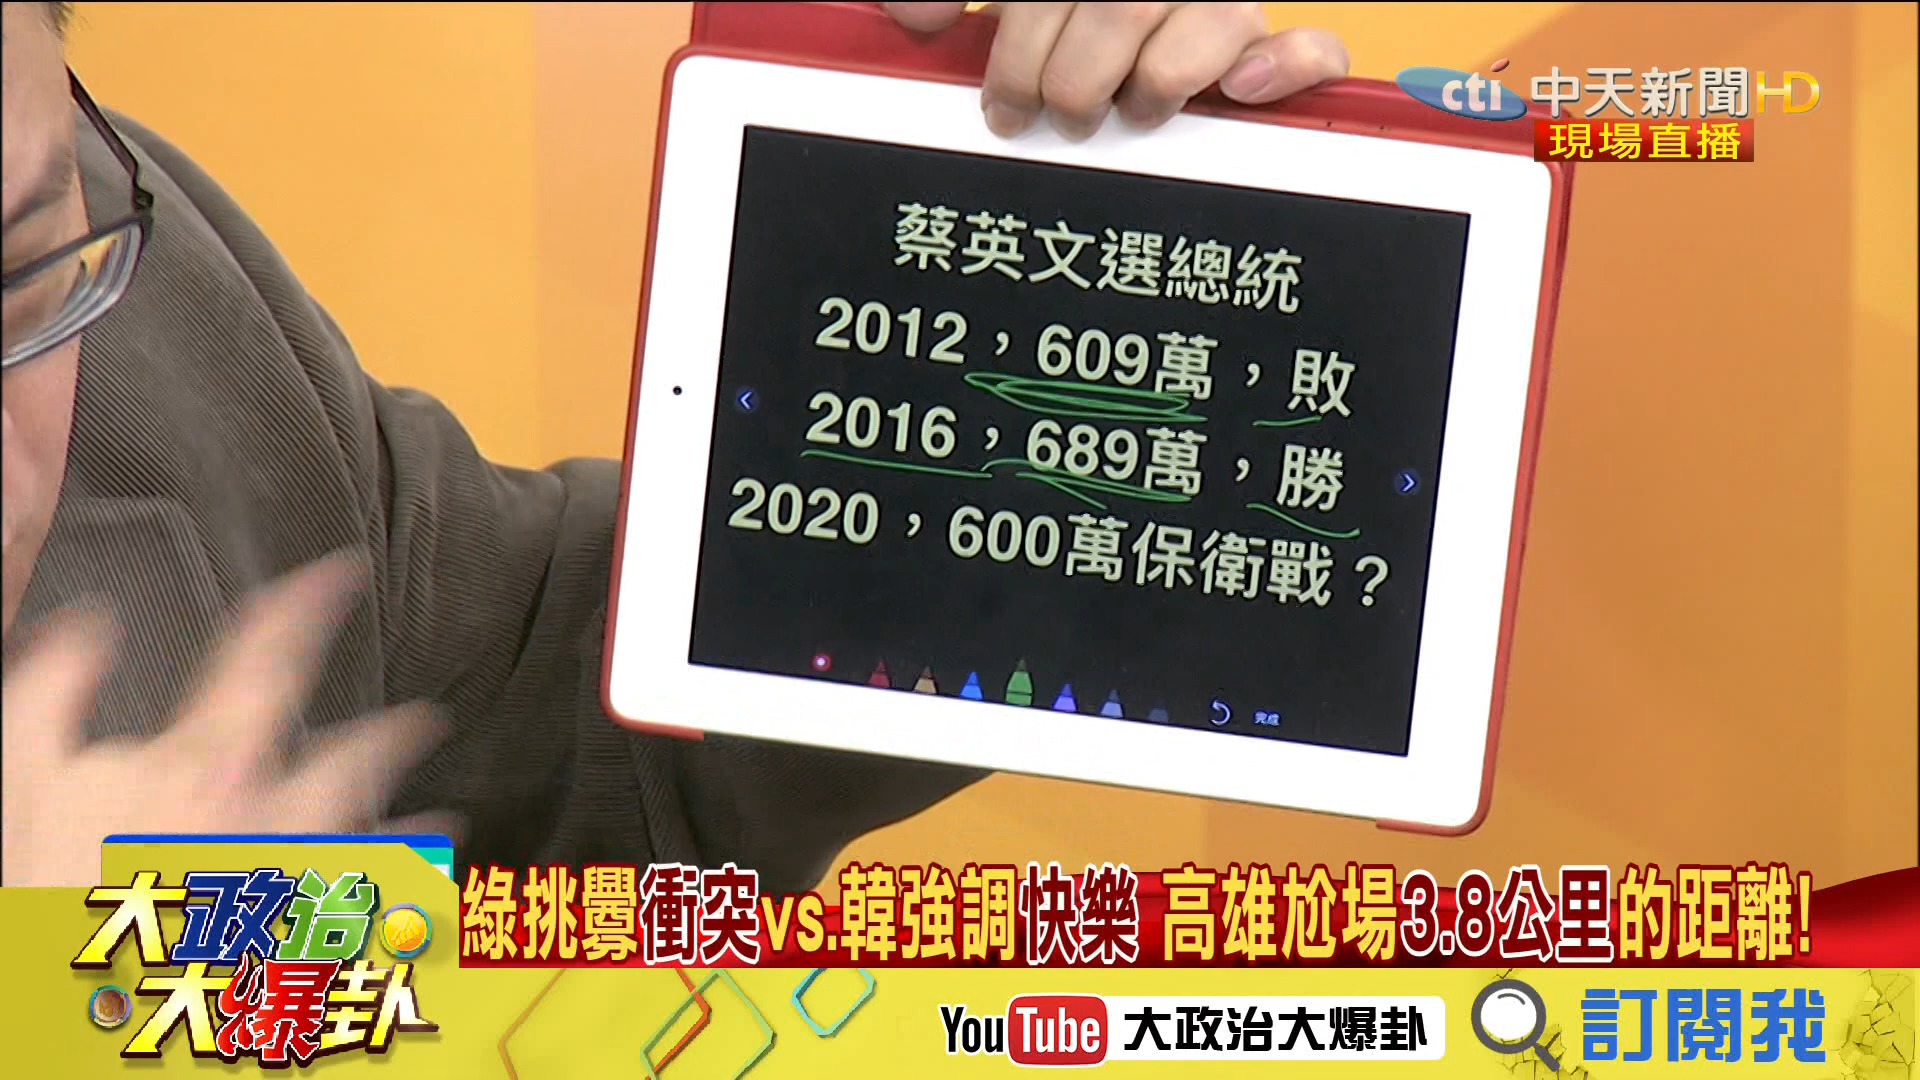 cti 中天新聞HD
現場直播
蔡英文選總統
2012，609萬，敗
2016，689萬，勝
2020，600萬保衛戰？
完成
大政治
大爆卦
綠挑釁衝突vs.韓強調快樂 高雄尬場3.8公里的距離!
YouTube 大政治大爆卦
訂閱我